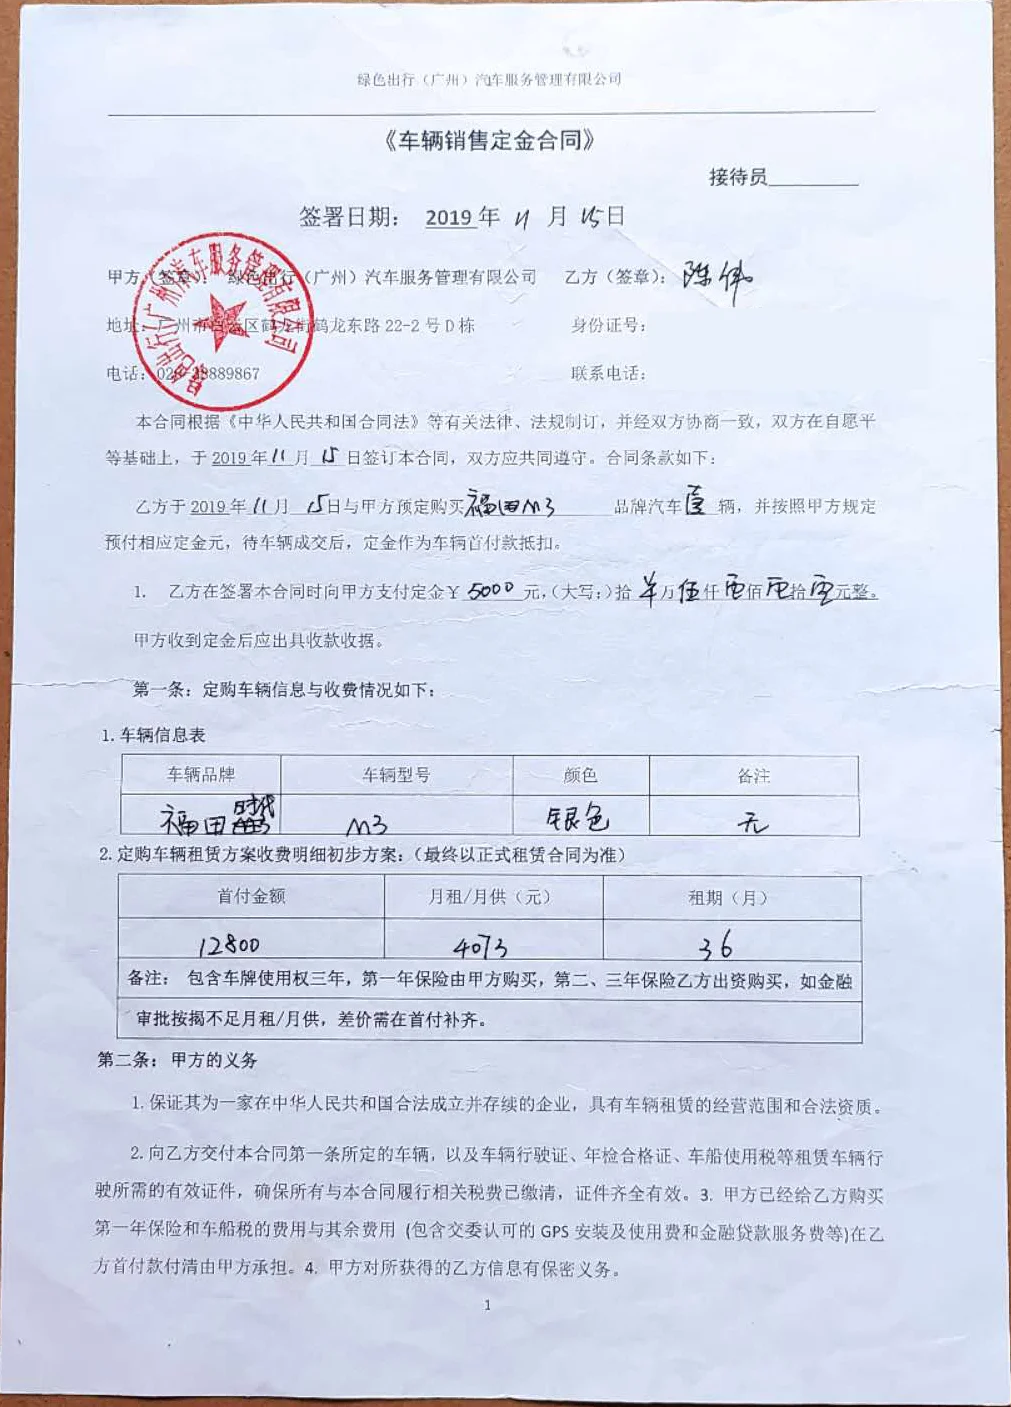 绿色出行（广州）汽车服务管理有限公司
《车辆销售定金合同》
接待员
签署日期： 2019年 11 月 15日
甲方（签章）： 绿色出行（广州）汽车服务管理有限公司 乙方（签章）：陈伟
地址：广州市白云区鹤龙街鹤龙东路 22-2 号 D 栋 身份证号：
电话：020-28889867 联系电话：
本合同根据《中华人民共和国合同法》等有关法律、法规制订，并经双方协商一致，双方在自愿平
等基础上，于 2019 年 11 月 15 日签订本合同，双方应共同遵守。合同条款如下：
乙方于 2019 年 11 月 15日与甲方预定购买福田M3 品牌汽车壹 辆，并按照甲方规定
预付相应定金元，待车辆成交后，定金作为车辆首付款抵扣。
1. 乙方在签署本合同时向甲方支付定金￥ 5000 元，（大写：）拾 万伍仟零佰零拾零元整。
甲方收到定金后应出具收款收据。
第一条：定购车辆信息与收费情况如下：
1.车辆信息表
车辆品牌 车辆型号 颜色 备注
福田时代 M3 银色 无
2.定购车辆租赁方案收费明细初步方案：（最终以正式租赁合同为准）
首付金额 月租/月供（元） 租期（月）
12800 4073 36
备注： 包含车牌使用权三年，第一年保险由甲方购买，第二、三年保险乙方出资购买，如金融
审批按揭不足月租/月供，差价需在首付补齐。
第二条：甲方的义务
1.保证其为一家在中华人民共和国合法成立并存续的企业，具有车辆租赁的经营范围和合法资质。
2.向乙方交付本合同第一条所定的车辆，以及车辆行驶证、年检合格证、车船使用税等租赁车辆行
驶所需的有效证件，确保所有与本合同履行相关税费已缴清，证件齐全有效。3. 甲方已经给乙方购买
第一年保险和车船税的费用与其余费用 (包含交委认可的 GPS 安装及使用费和金融贷款服务费等)在乙
方首付款付清由甲方承担。4. 甲方对所获得的乙方信息有保密义务。
1